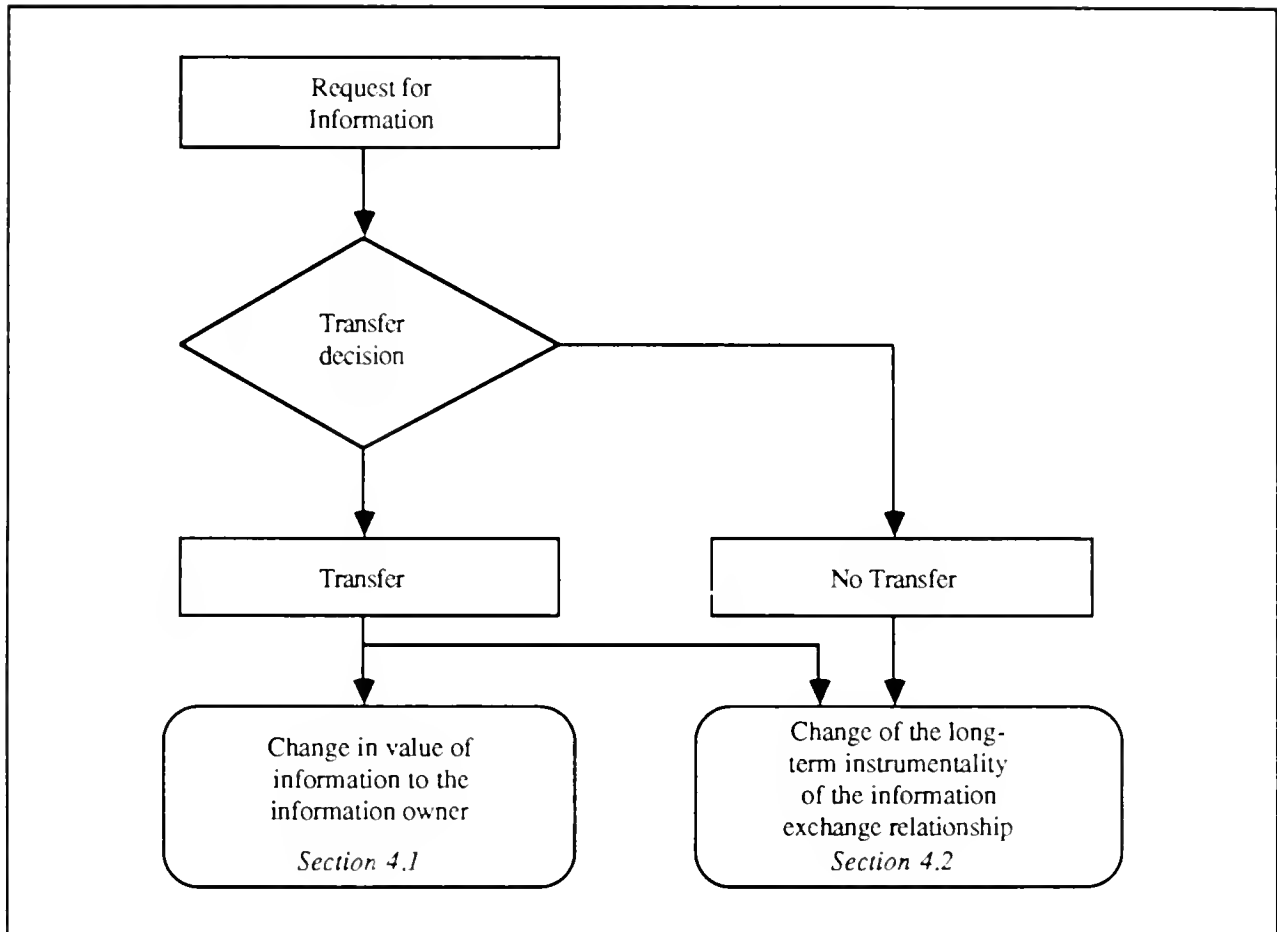 Request for
Information
Transfer
decision
Transfer
No Transfer
Change in value of
information to the
information owner
Section 4.1
Change of the long-
term instrumentality
of the information
exchange relationship
Section 4.2